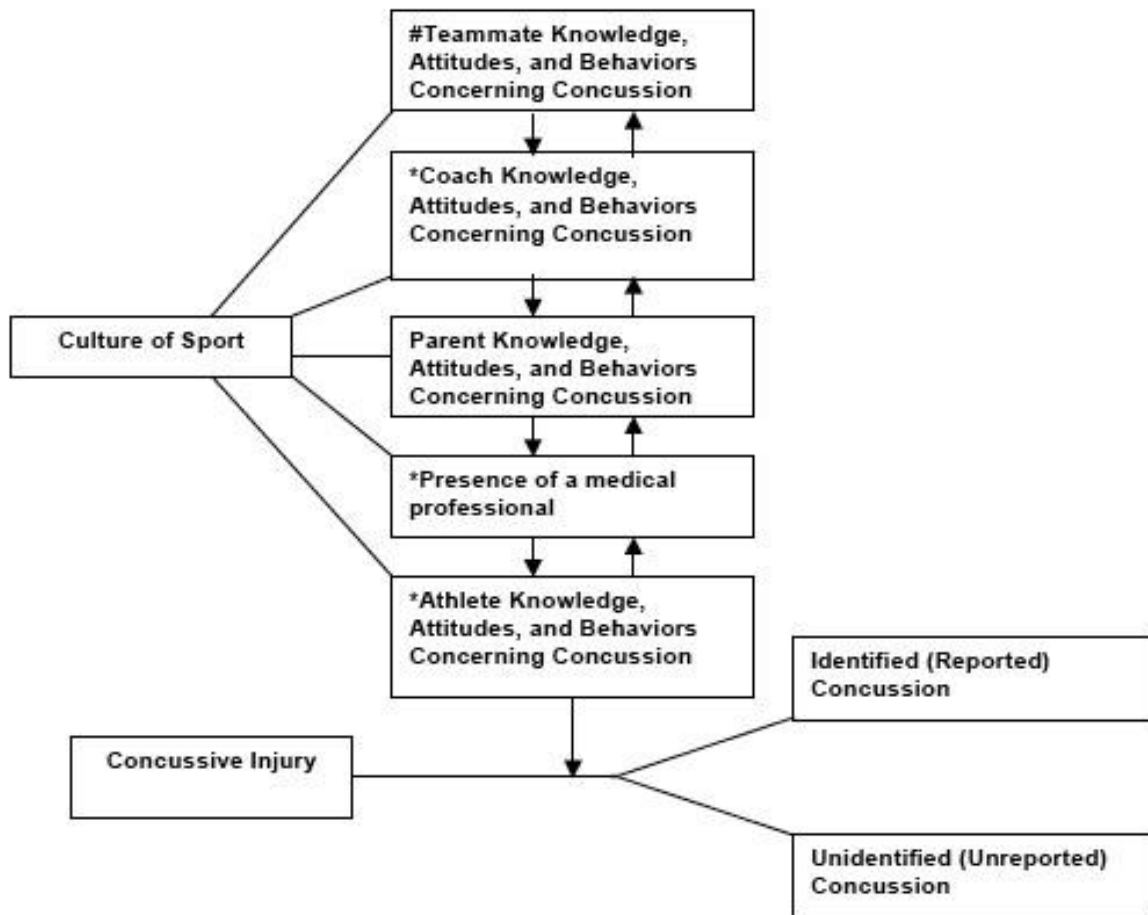 #Teammate Knowledge,
Attitudes, and Behaviors
Concerning Concussion
*Coach Knowledge,
Attitudes, and Behaviors
Concerning Concussion
Culture of Sport
Parent Knowledge,
Attitudes, and Behaviors
Concerning Concussion
*Presence of a medical
professional
*Athlete Knowledge,
Attitudes, and Behaviors
Concerning Concussion
Identified (Reported)
Concussion
Concussive Injury
Unidentified (Unreported)
Concussion